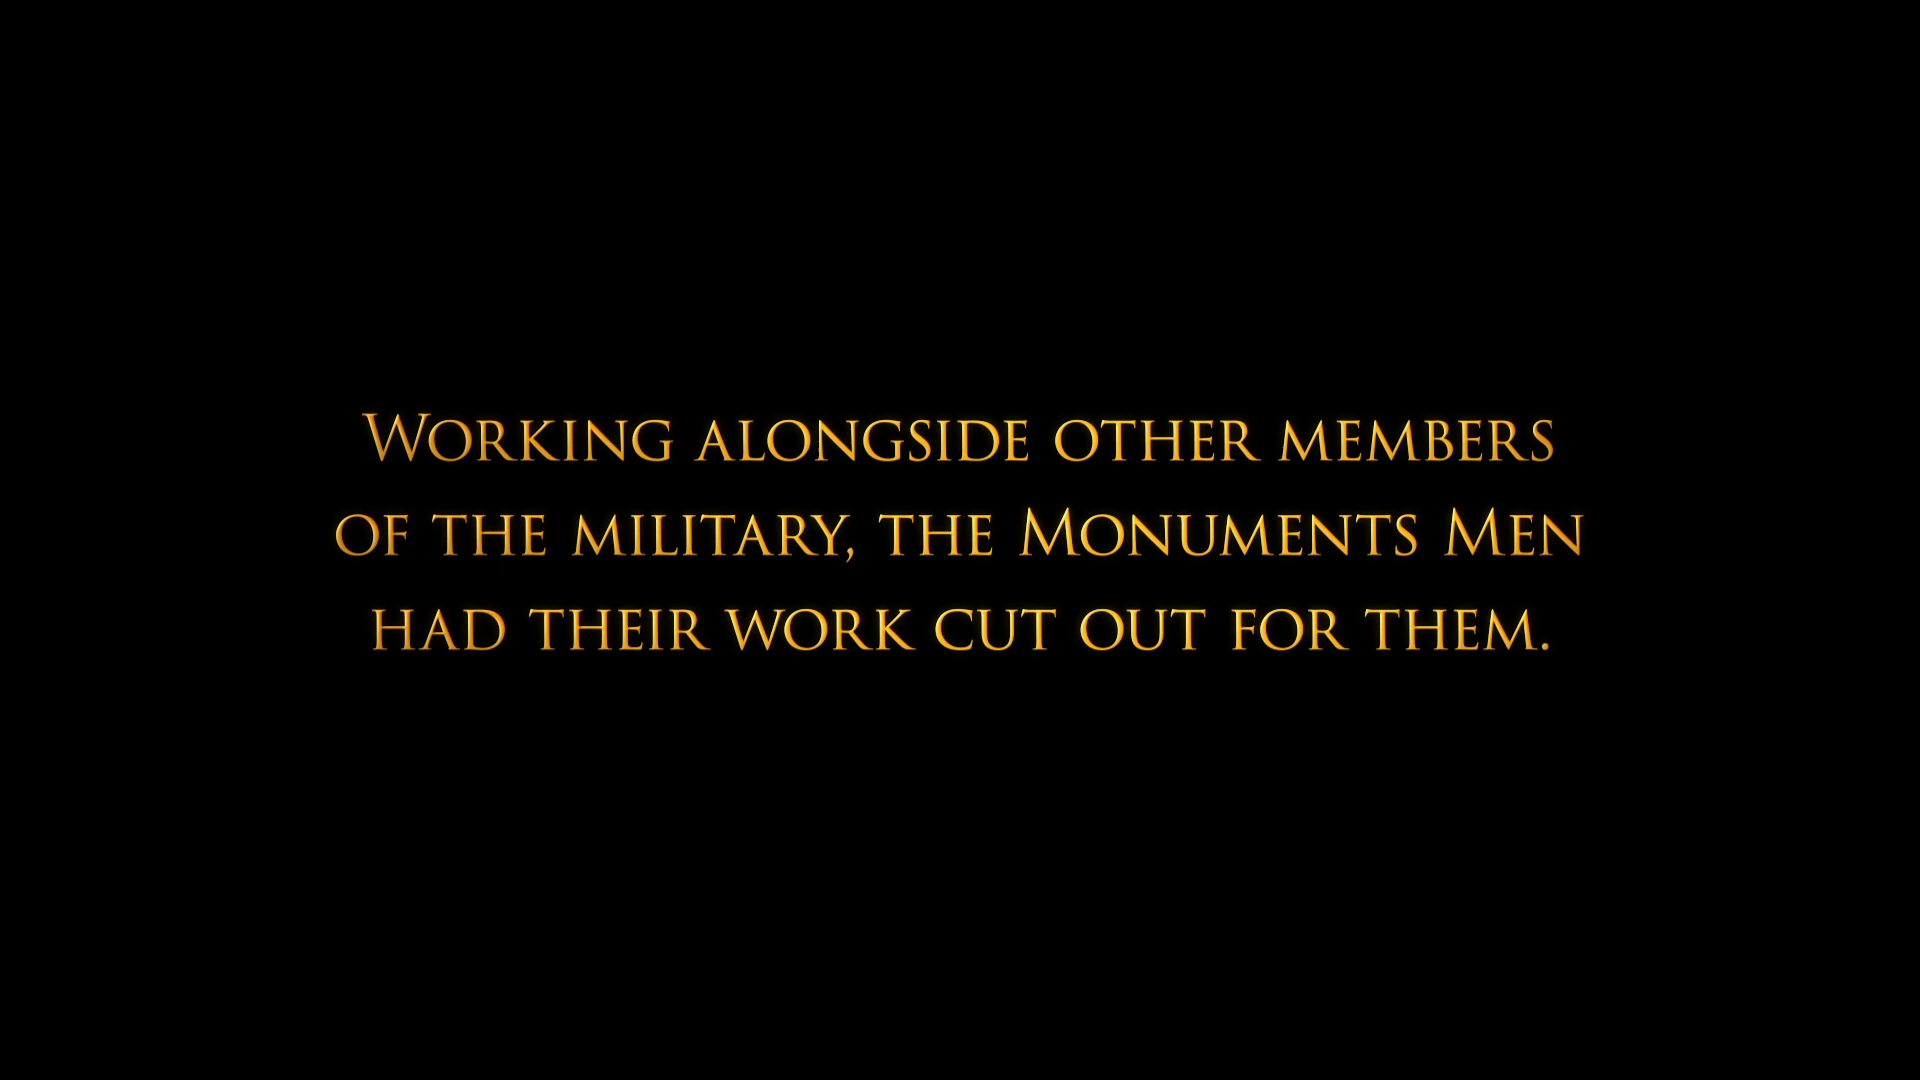 Working alongside other members
of the military, the Monuments Men
had their work cut out for them.